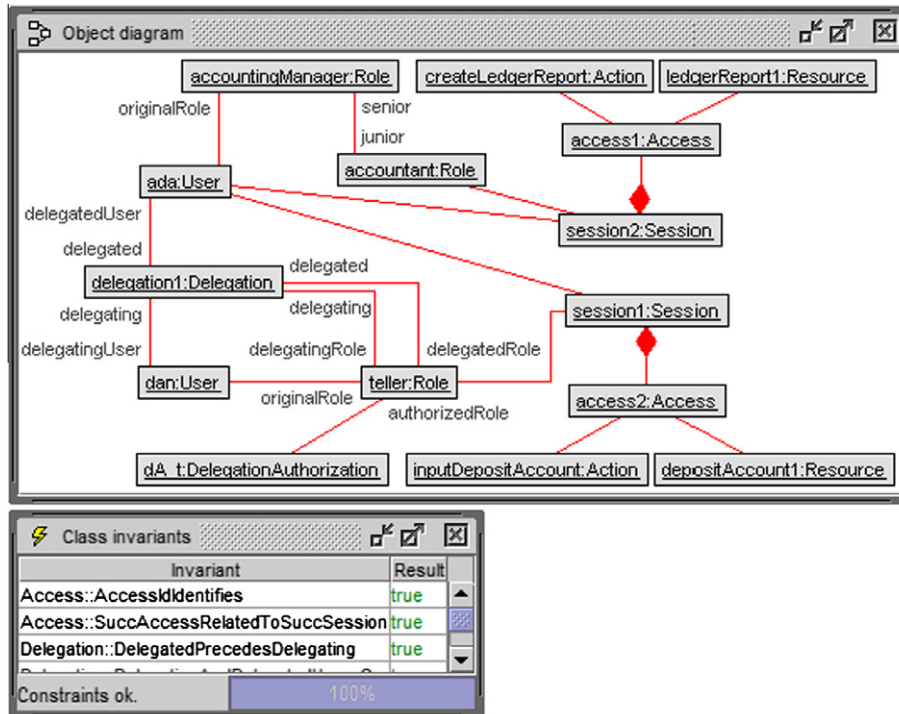 Object diagram
accountingManager:Role
createLedgerReport:Action
ledgerReport1:Resource
originalRole
senior
junior
access1:Access
ada:User
accountant:Role
delegatedUser
session2:Session
delegated
delegated
delegation1:Delegation
delegating
delegating
session1:Session
delegatingUser
delegatingRole
delegatedRole
dan:User
teller:Role
originalRole
authorizedRole
access2:Access
dA_t:DelegationAuthorization
inputDepositAccount:Action
depositAccount1:Resource
Class invariants
Invariant Result
Access::AccessIdIdentifies true
Access::SuccAccessRelatedToSuccSession true
Delegation::DelegatedPrecedesDelegating true
Constraints ok. 100%